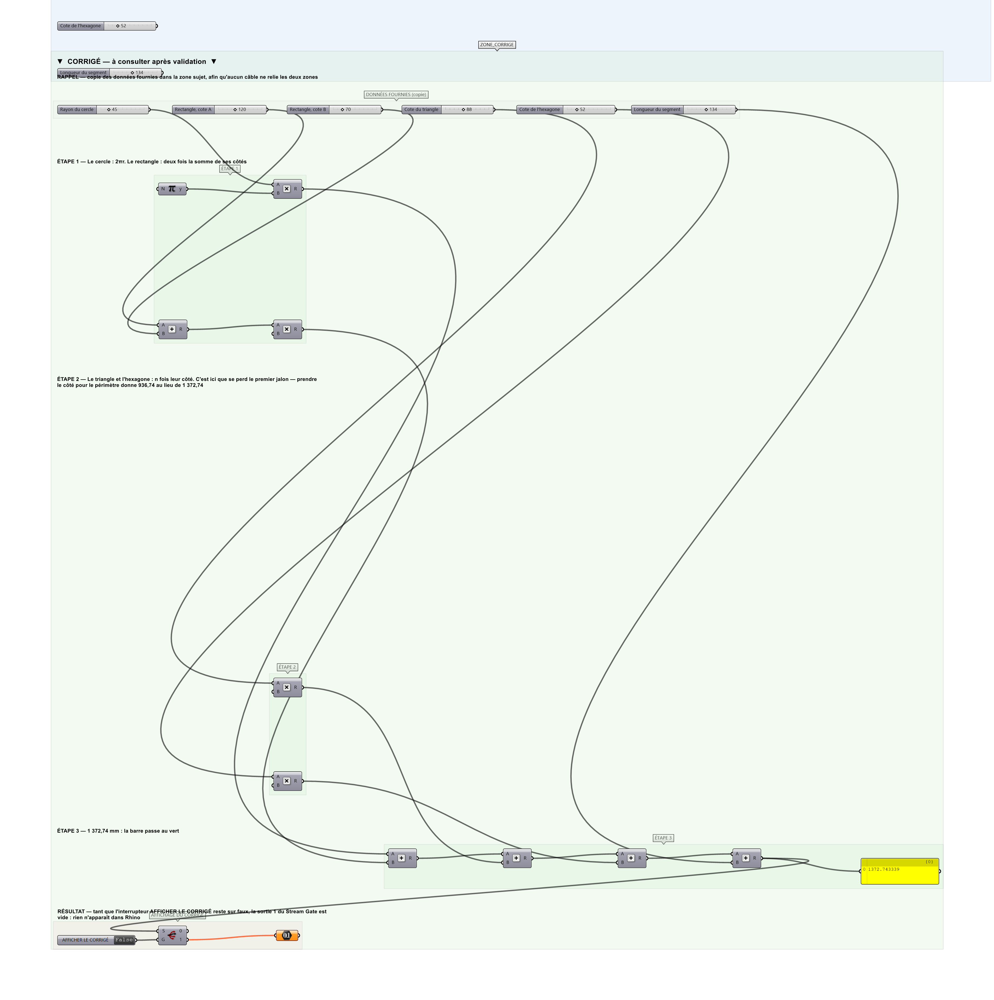 Cote de l'hexagone 52
ZONE_CORRIGE
▼ CORRIGÉ — à consulter après validation ▼
Longueur du segment 134
RAPPEL — copie des données fournies dans la zone sujet, afin qu'aucun câble ne relie les deux zones
DONNÉES FOURNIES (copie)
Rayon du cercle 45 Rectangle, cote A 120 Rectangle, cote B 70 Cote du triangle 88 Cote de l'hexagone 52 Longueur du segment 134
ÉTAPE 1 — Le cercle : 2πr. Le rectangle : deux fois la somme de ses côtés
ÉTAPE 1
N π y A B × R
A B + R A B × R
ÉTAPE 2 — Le triangle et l'hexagone : n fois leur côté. C'est ici que se perd le premier jalon — prendre
le côté pour le périmètre donne 936,74 au lieu de 1 372,74
ÉTAPE 2
A B × R
A B × R
ÉTAPE 3 — 1 372,74 mm : la barre passe au vert
ÉTAPE 3
A B + R A B + R A B + R A B + R
{0}
0 1372.743339
RÉSULTAT — tant que l'interrupteur AFFICHER LE CORRIGÉ reste sur faux, la sortie 1 du Stream Gate est
vide : rien n'apparaît dans Rhino
AFFICHAGE DU CORRIGÉ
AFFICHER LE CORRIGÉ False S G 0 1 0.1